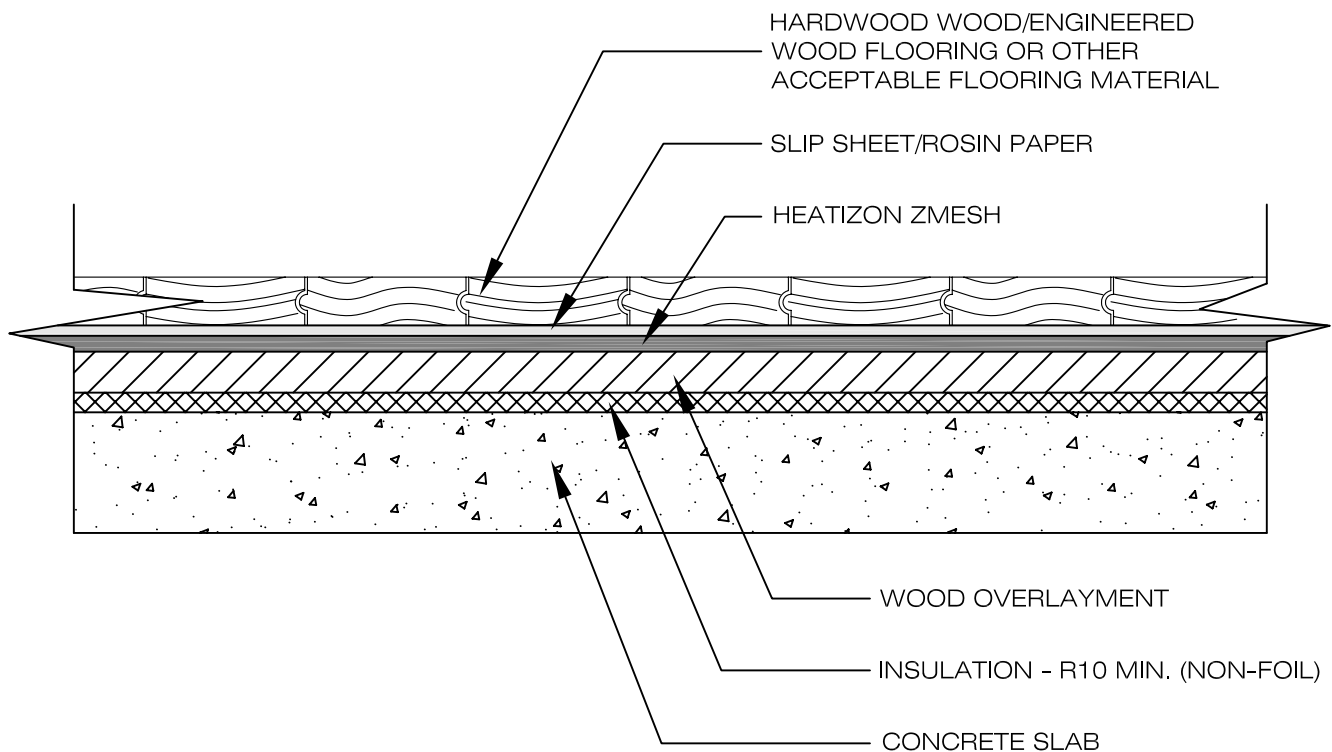 HARDWOOD WOOD/ENGINEERED
WOOD FLOORING OR OTHER
ACCEPTABLE FLOORING MATERIAL
SLIP SHEET/ROSIN PAPER
HEATIZON ZMESH
WOOD OVERLAYMENT
INSULATION - R10 MIN. (NON-FOIL)
CONCRETE SLAB